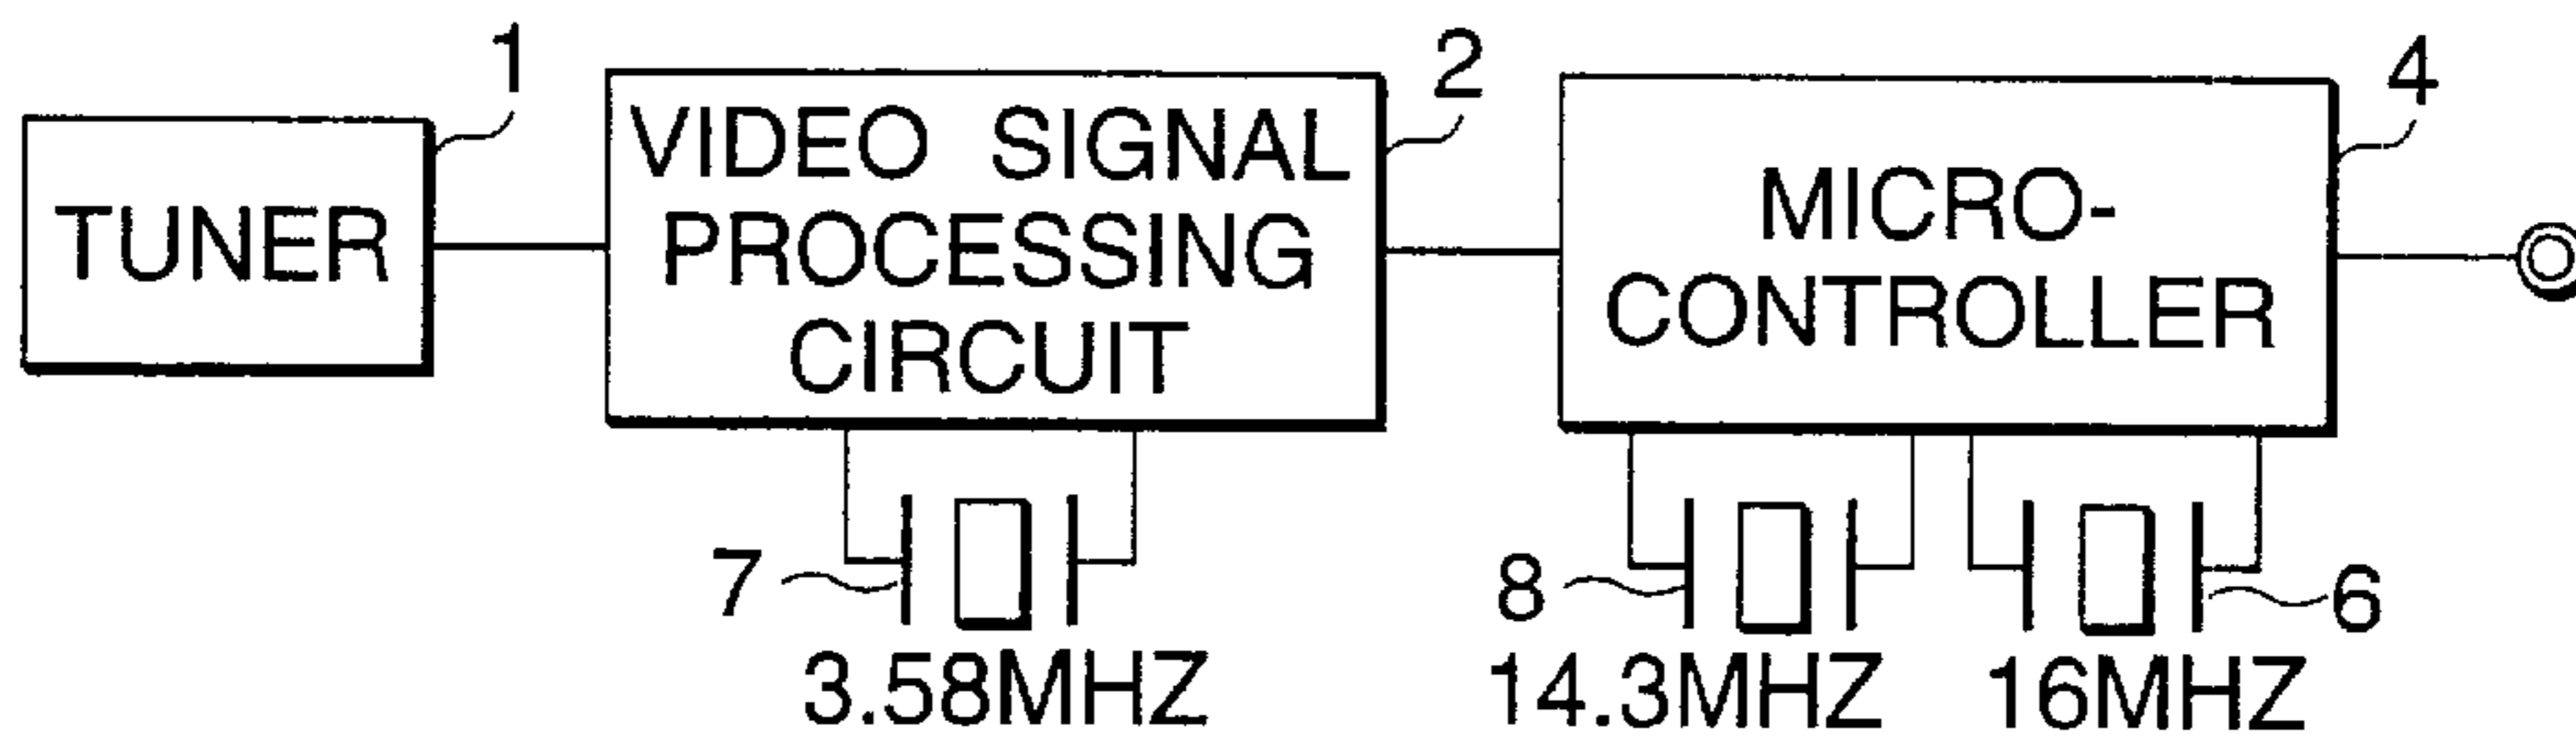 1
TUNER
2
VIDEO SIGNAL
PROCESSING
CIRCUIT
4
MICRO-
CONTROLLER
7
3.58MHZ
8
14.3MHZ
6
16MHZ